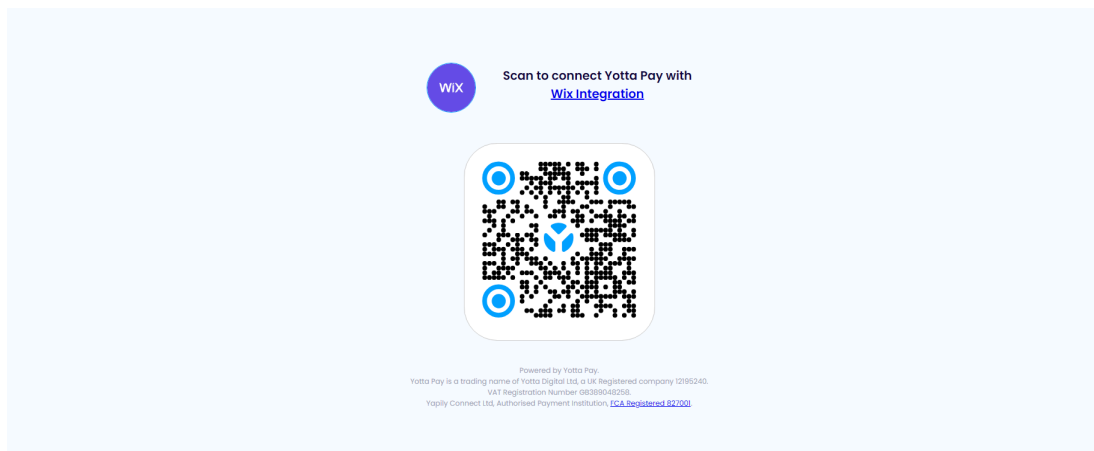 WiX
Scan to connect Yotta Pay with
Wix Integration
Powered by Yotta Pay.
Yotta Pay is a trading name of Yotta Digital Ltd, a UK Registered company 12195240.
VAT Registration Number GB389048258.
Yapily Connect Ltd, Authorised Payment Institution, FCA Registered 827001.